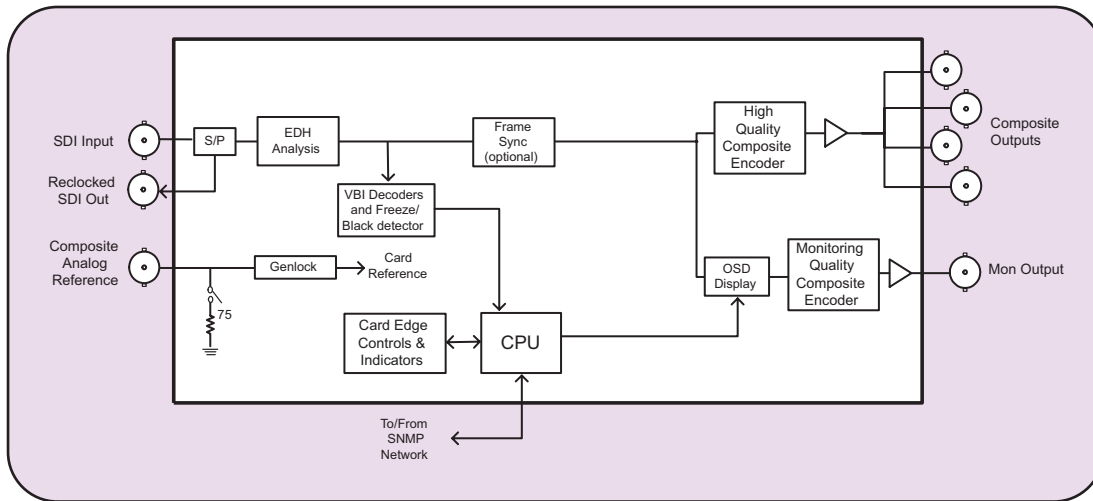 SDI Input
Reclocked
SDI Out
Composite
Analog
Reference
S/P
EDH
Analysis
Frame
Sync
(optional)
High
Quality
Composite
Encoder
Composite
Outputs
VBI Decoders
and Freeze/
Black detector
Genlock
Card
Reference
75
OSD
Display
Monitoring
Quality
Composite
Encoder
Mon Output
Card Edge
Controls &
Indicators
CPU
To/From
SNMP
Network